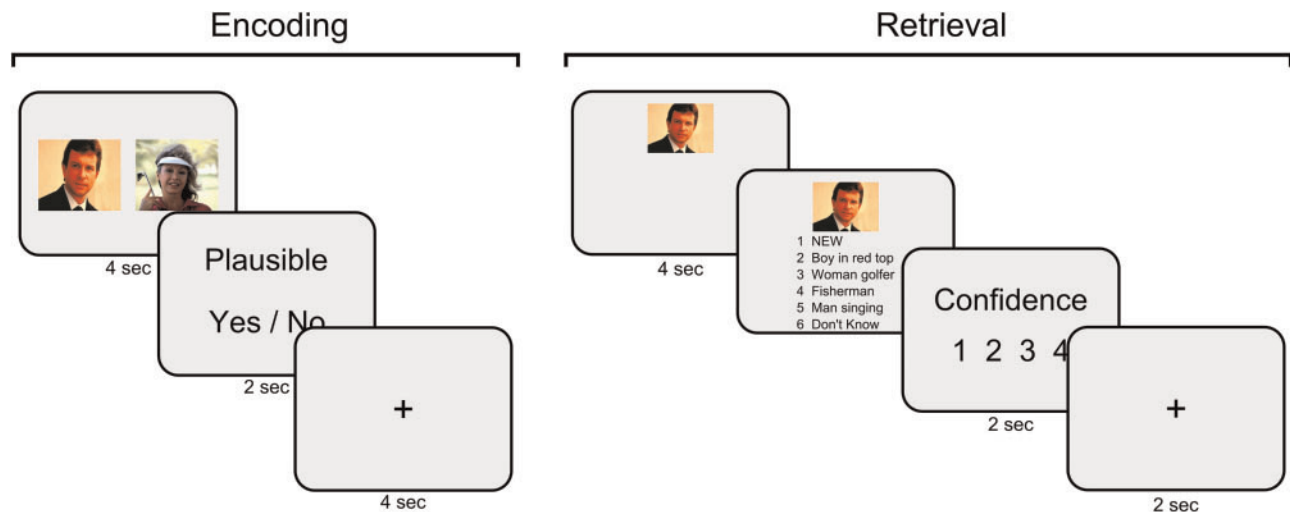 Encoding
4 sec
Plausible
Yes / No
2 sec
+
4 sec
Retrieval
4 sec
1 NEW
2 Boy in red top
3 Woman golfer
4 Fisherman
5 Man singing
6 Don't Know
Confidence
1 2 3 4
2 sec
+
2 sec